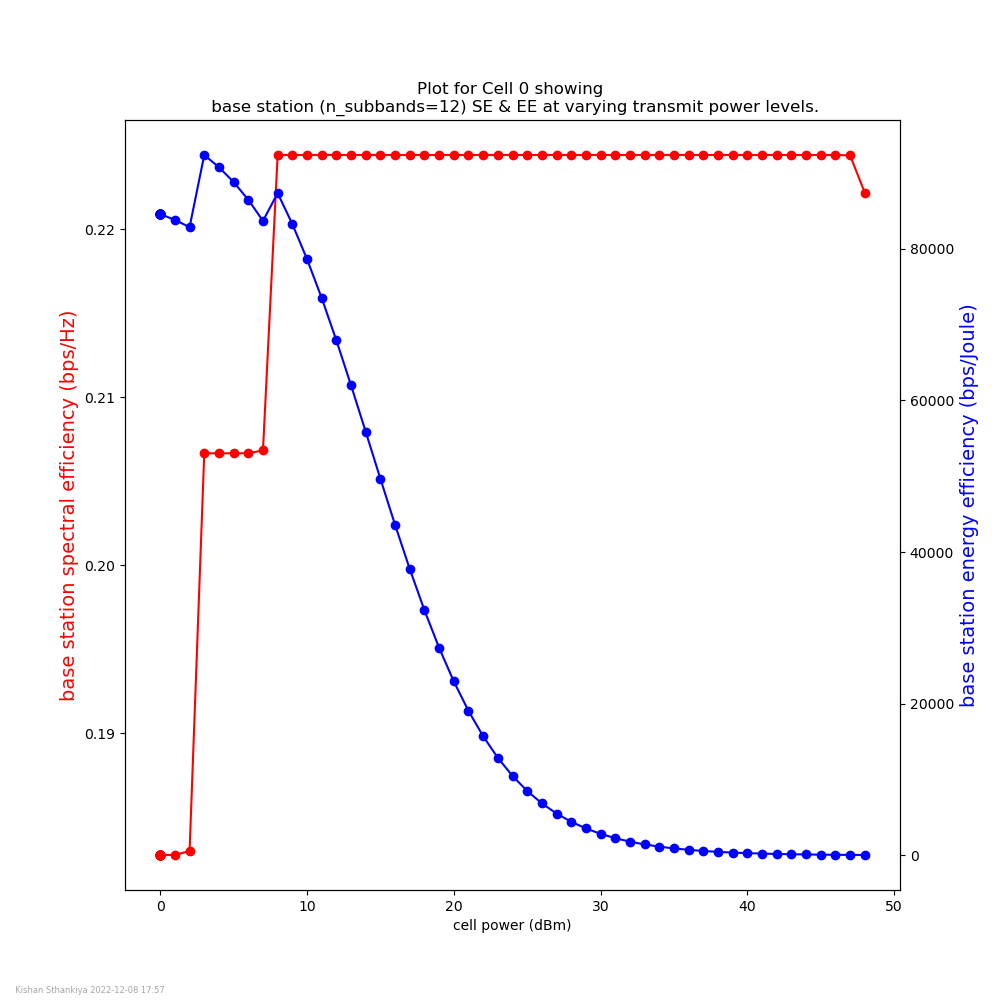 Plot for Cell 0 showing
base station (n_subbands=12) SE & EE at varying transmit power levels.
base station spectral efficiency (bps/Hz)
0.22
0.21
0.20
0.19
80000
60000
40000
20000
0
base station energy efficiency (bps/Joule)
0 10 20 30 40 50
cell power (dBm)
Kishan Sthankiya 2022-12-08 17:57